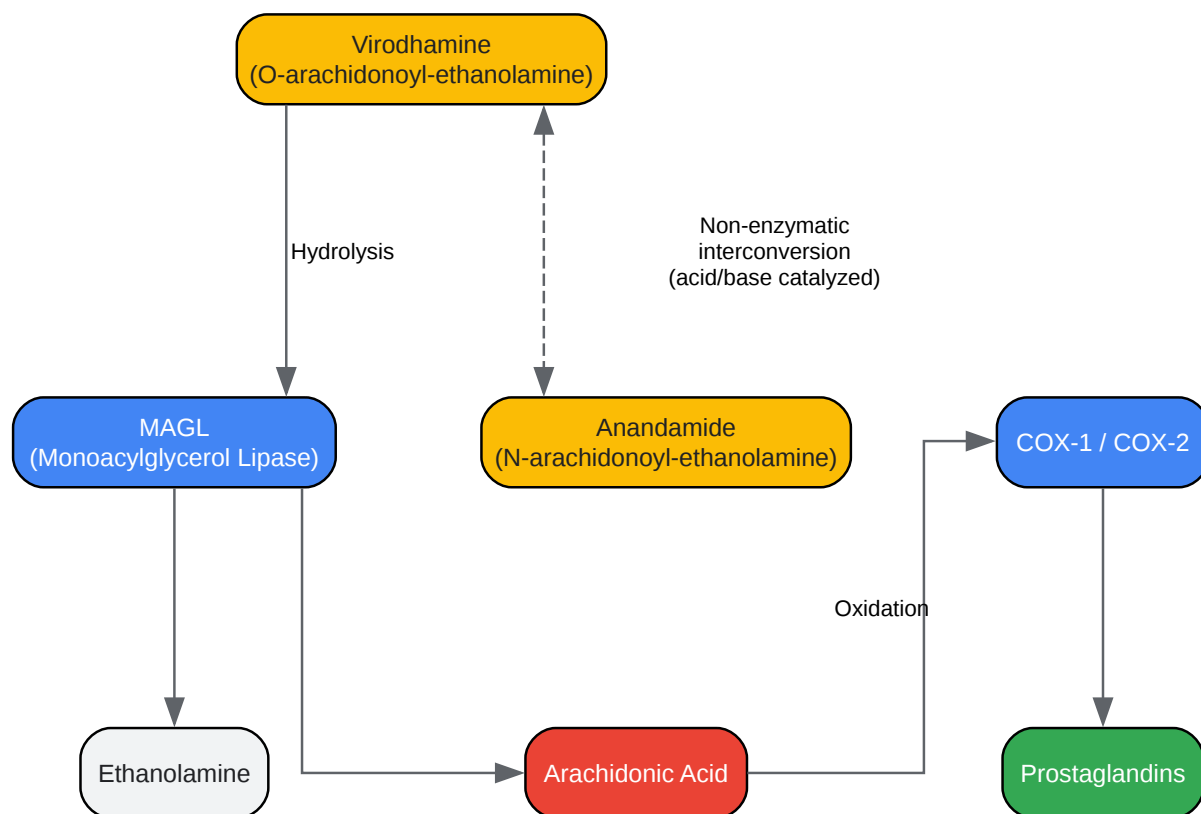 Virodhamine
(O-arachidonoyl-ethanolamine)
Hydrolysis
Non-enzymatic
interconversion
(acid/base catalyzed)
MAGL
(Monoacylglycerol Lipase)
Anandamide
(N-arachidonoyl-ethanolamine)
COX-1 / COX-2
Oxidation
Ethanolamine
Arachidonic Acid
Prostaglandins